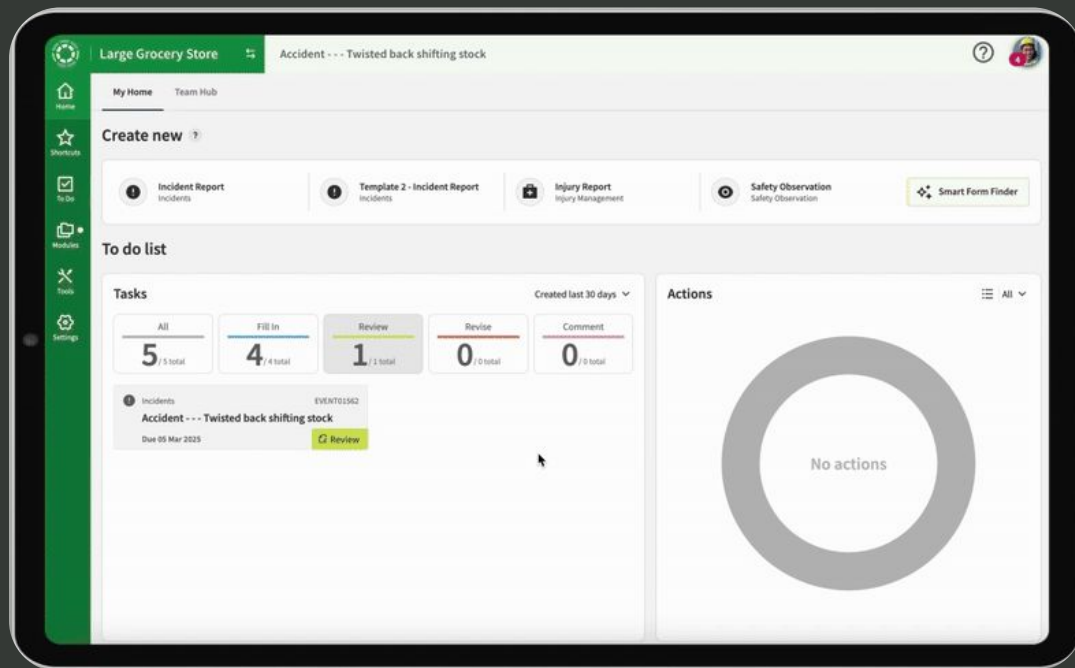 Large Grocery Store
Accident - - - Twisted back shifting stock
4
Home
Shortcuts
To Do
Modules
Tools
Settings
My Home Team Hub
Create new ?
Incident Report
Incidents
Template 2 - Incident Report
Incidents
Injury Report
Injury Management
Safety Observation
Safety Observation
Smart Form Finder
To do list
Tasks
Created last 30 days
All
5 / 5 total
Fill In
4 / 4 total
Review
1 / 1 total
Revise
0 / 0 total
Comment
0 / 0 total
Incidents EVENT01562
Accident - - - Twisted back shifting stock
Due 05 Mar 2025 Review
Actions
All
No actions